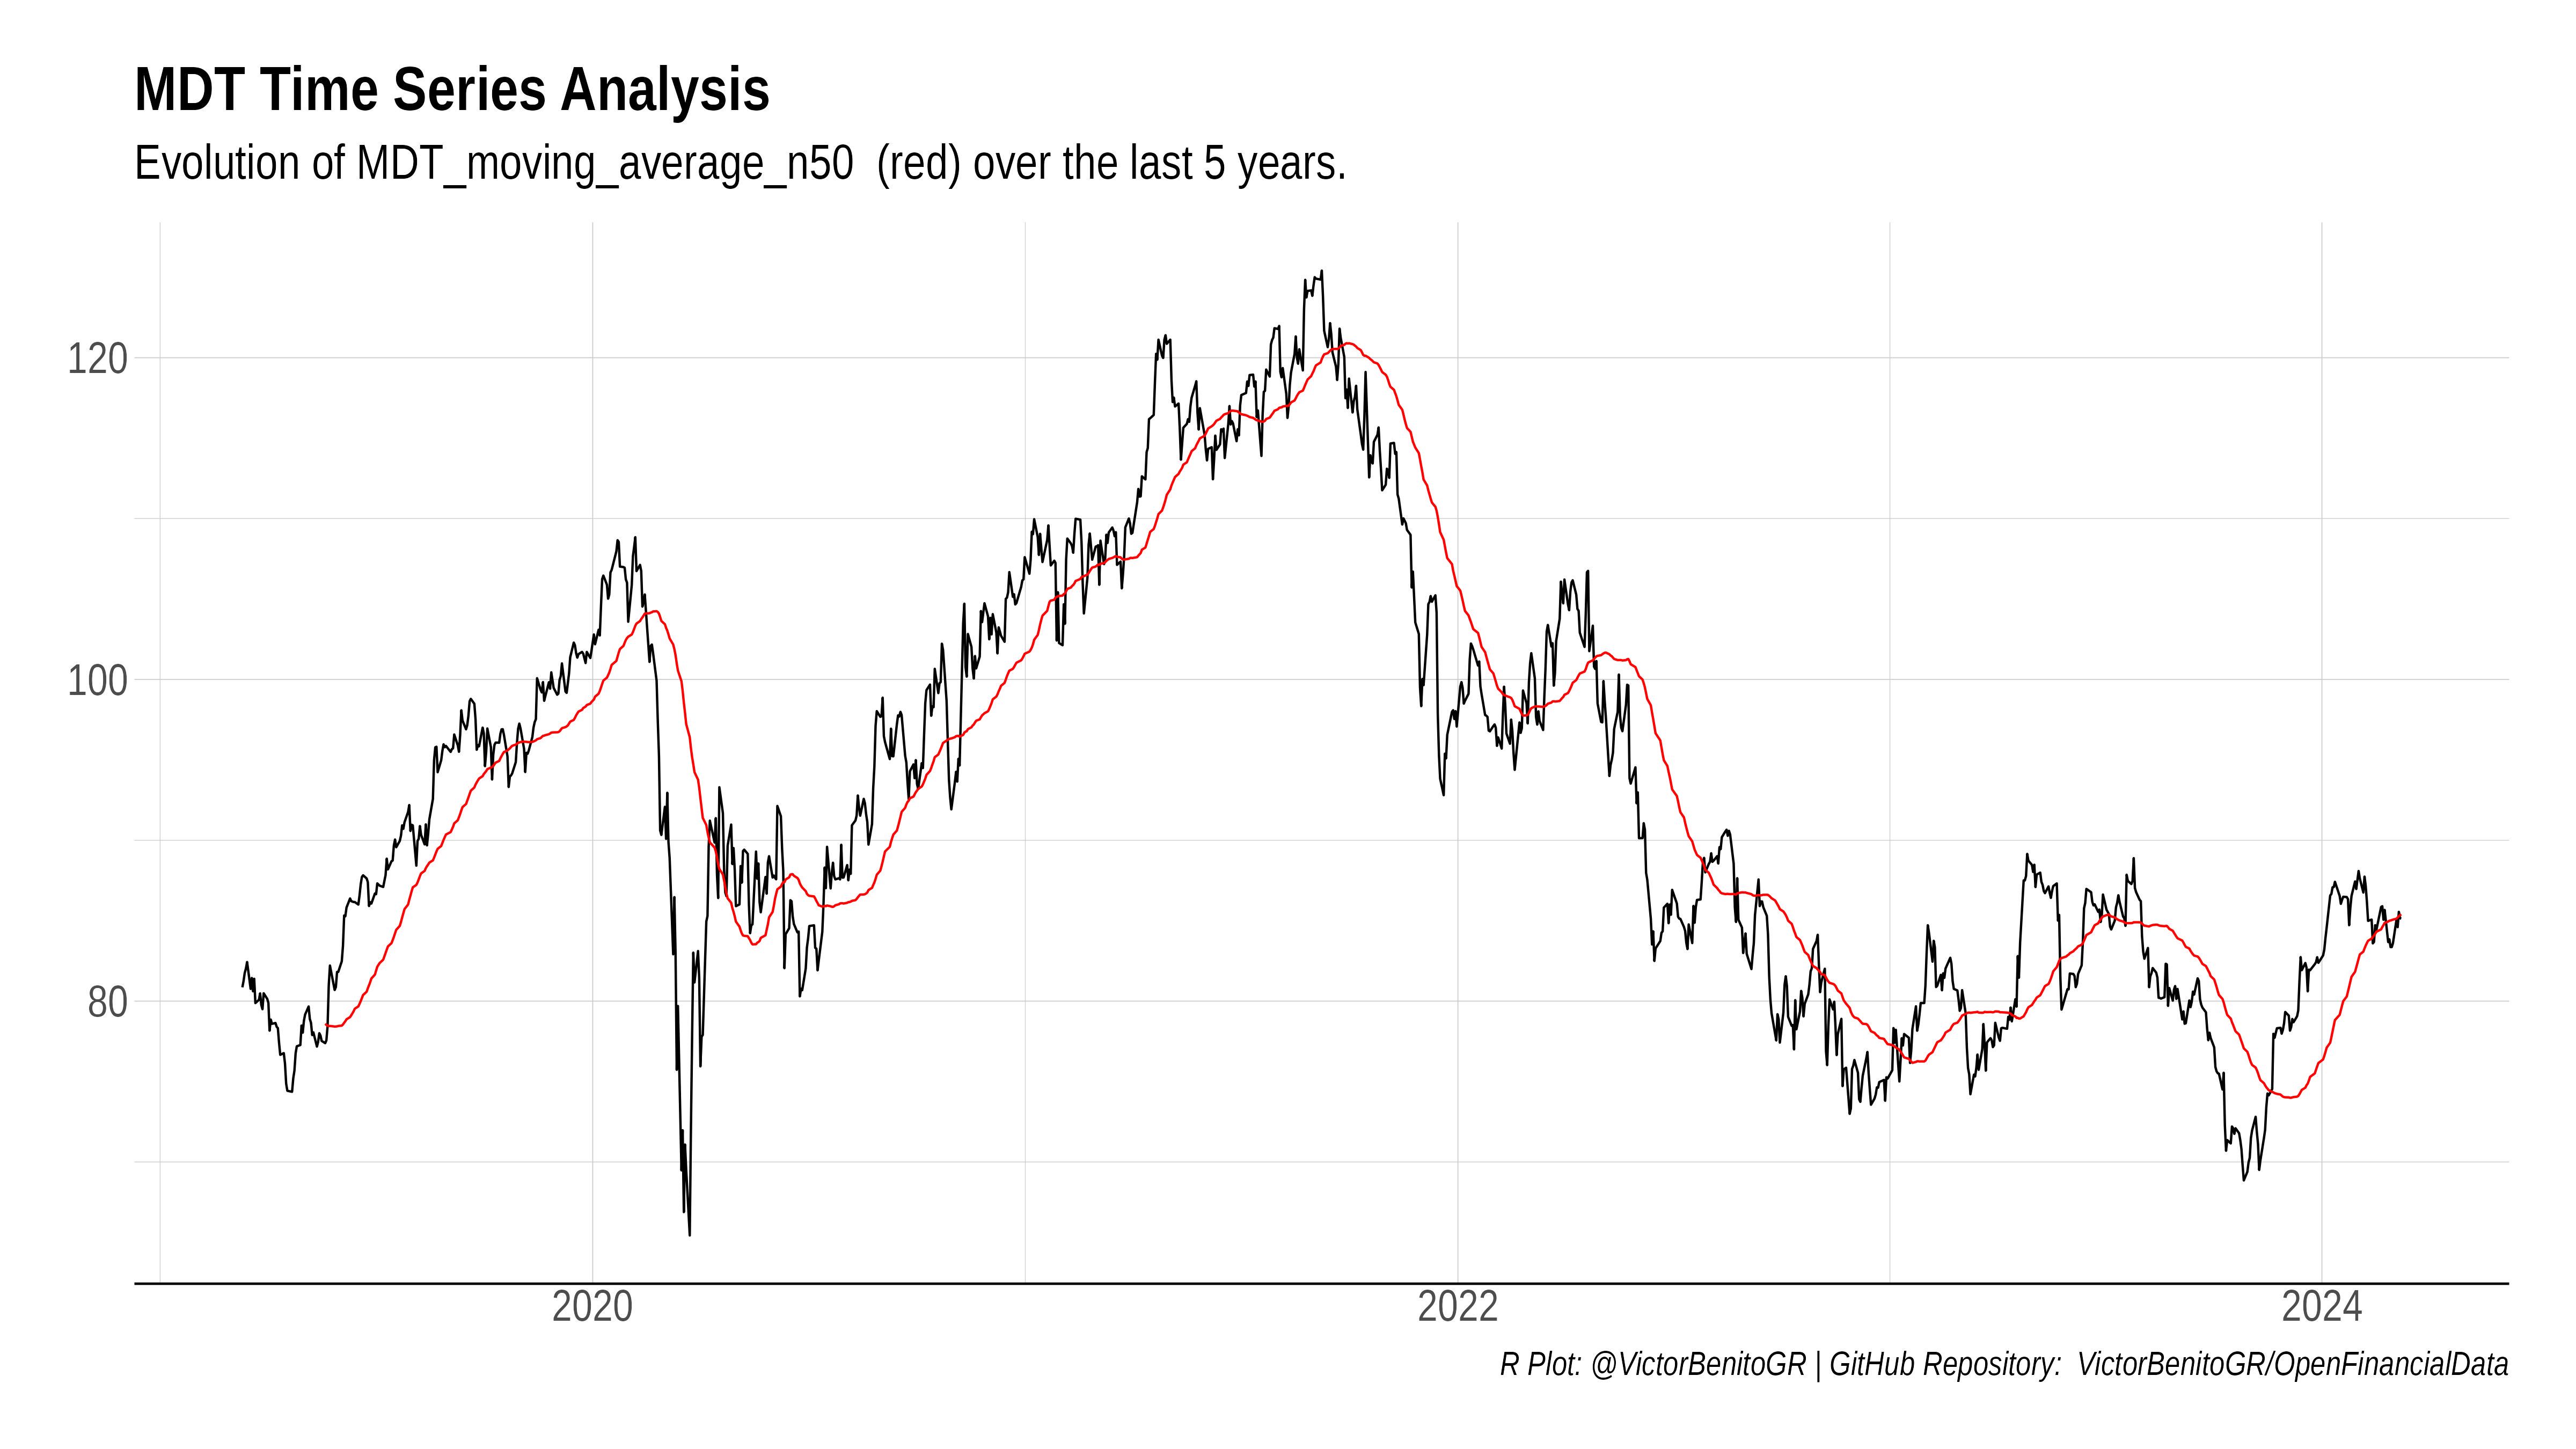 MDT Time Series Analysis
Evolution of MDT_moving_average_n50  (red) over the last 5 years.
120
100
80
2020 2022 2024
R Plot: @VictorBenitoGR | GitHub Repository:  VictorBenitoGR/OpenFinancialData